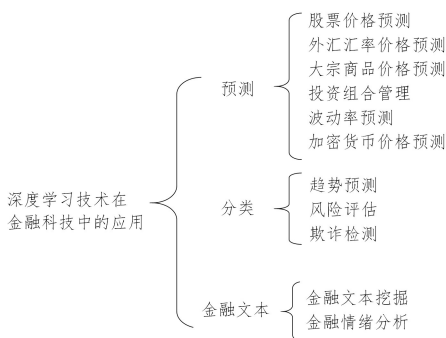 深度学习技术在
金融科技中的应用
预测
股票价格预测
外汇汇率价格预测
大宗商品价格预测
投资组合管理
波动率预测
加密货币价格预测
分类
趋势预测
风险评估
欺诈检测
金融文本
金融文本挖掘
金融情绪分析